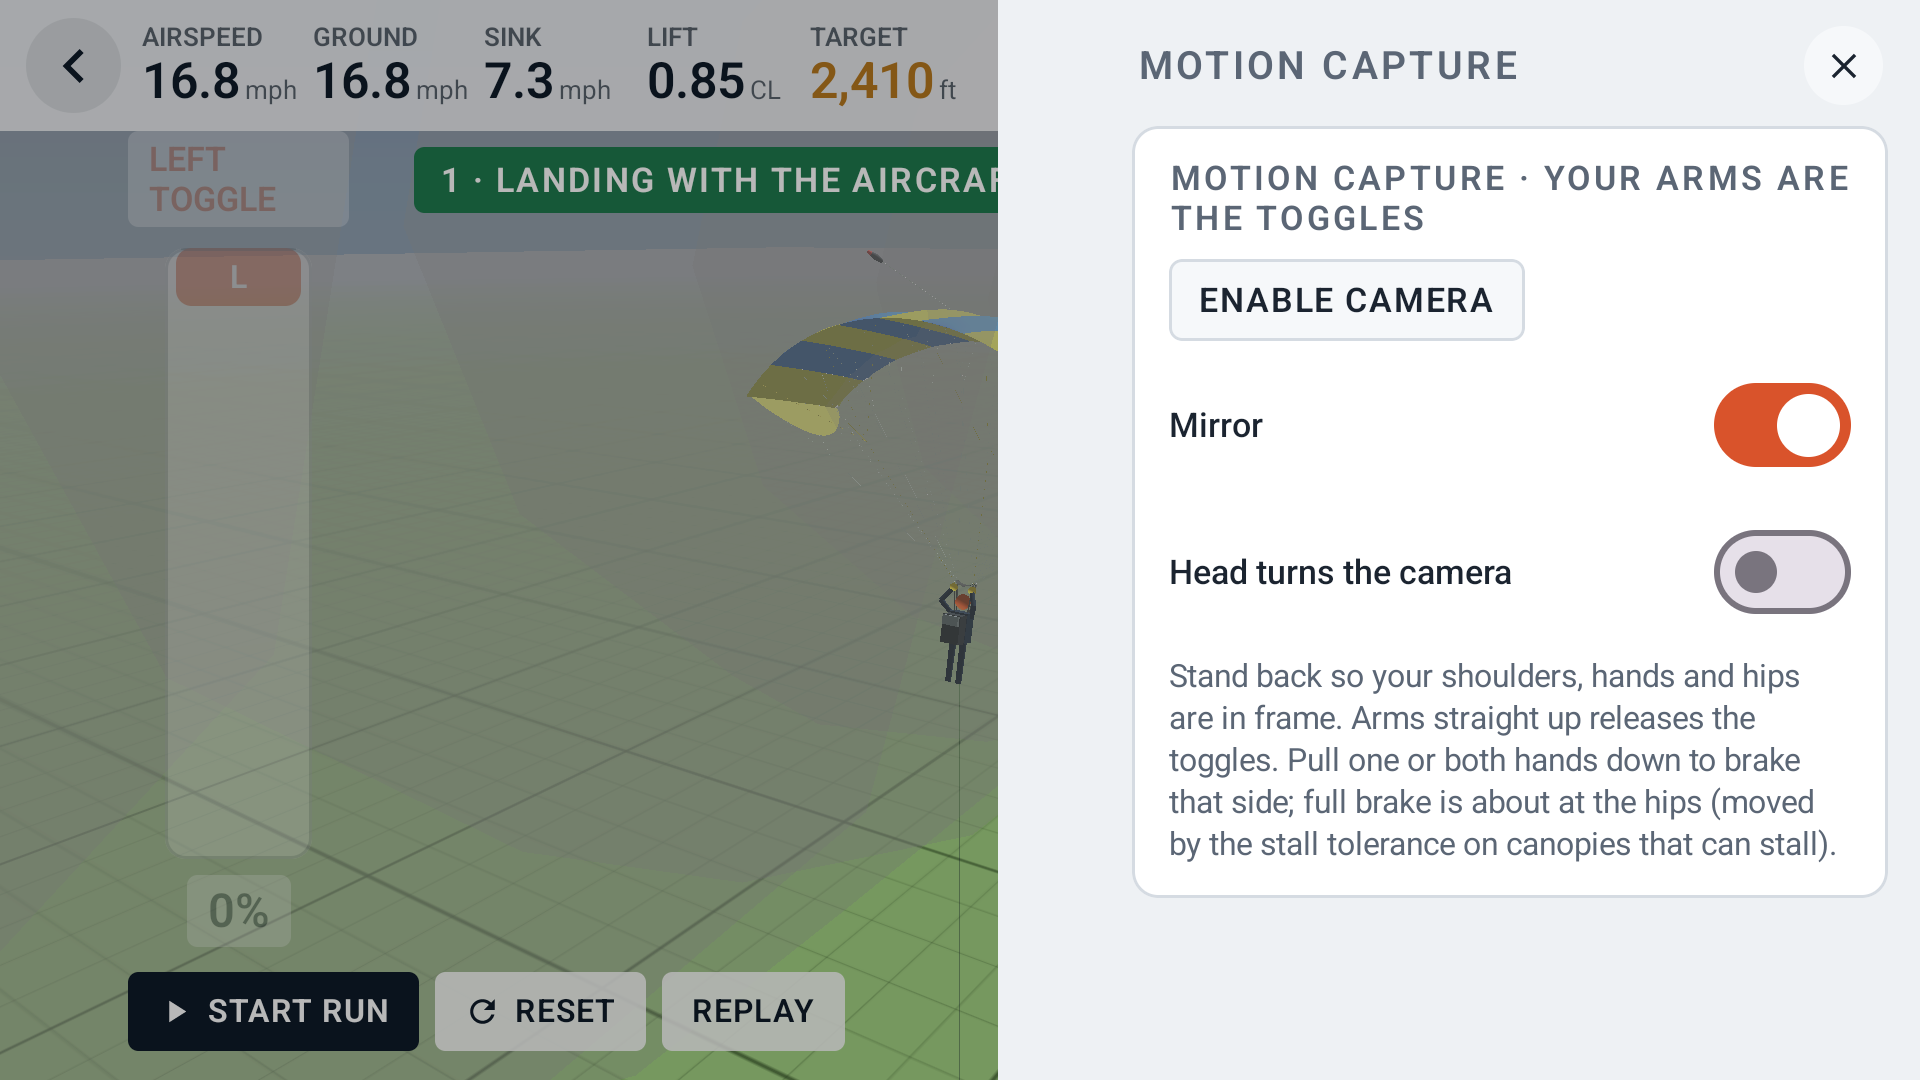 AIRSPEED
16.8 mph
GROUND
16.8 mph
SINK
7.3 mph
LIFT
0.85 CL
TARGET
2,410 ft
LEFT
TOGGLE
1 · LANDING WITH THE
L
0%
START RUN
RESET
REPLAY
MOTION CAPTURE
MOTION CAPTURE · YOUR ARMS ARE
THE TOGGLES
ENABLE CAMERA
Mirror
Head turns the camera
Stand back so your shoulders, hands and hips
are in frame. Arms straight up releases the
toggles. Pull one or both hands down to brake
that side; full brake is about at the hips (moved
by the stall tolerance on canopies that can stall).